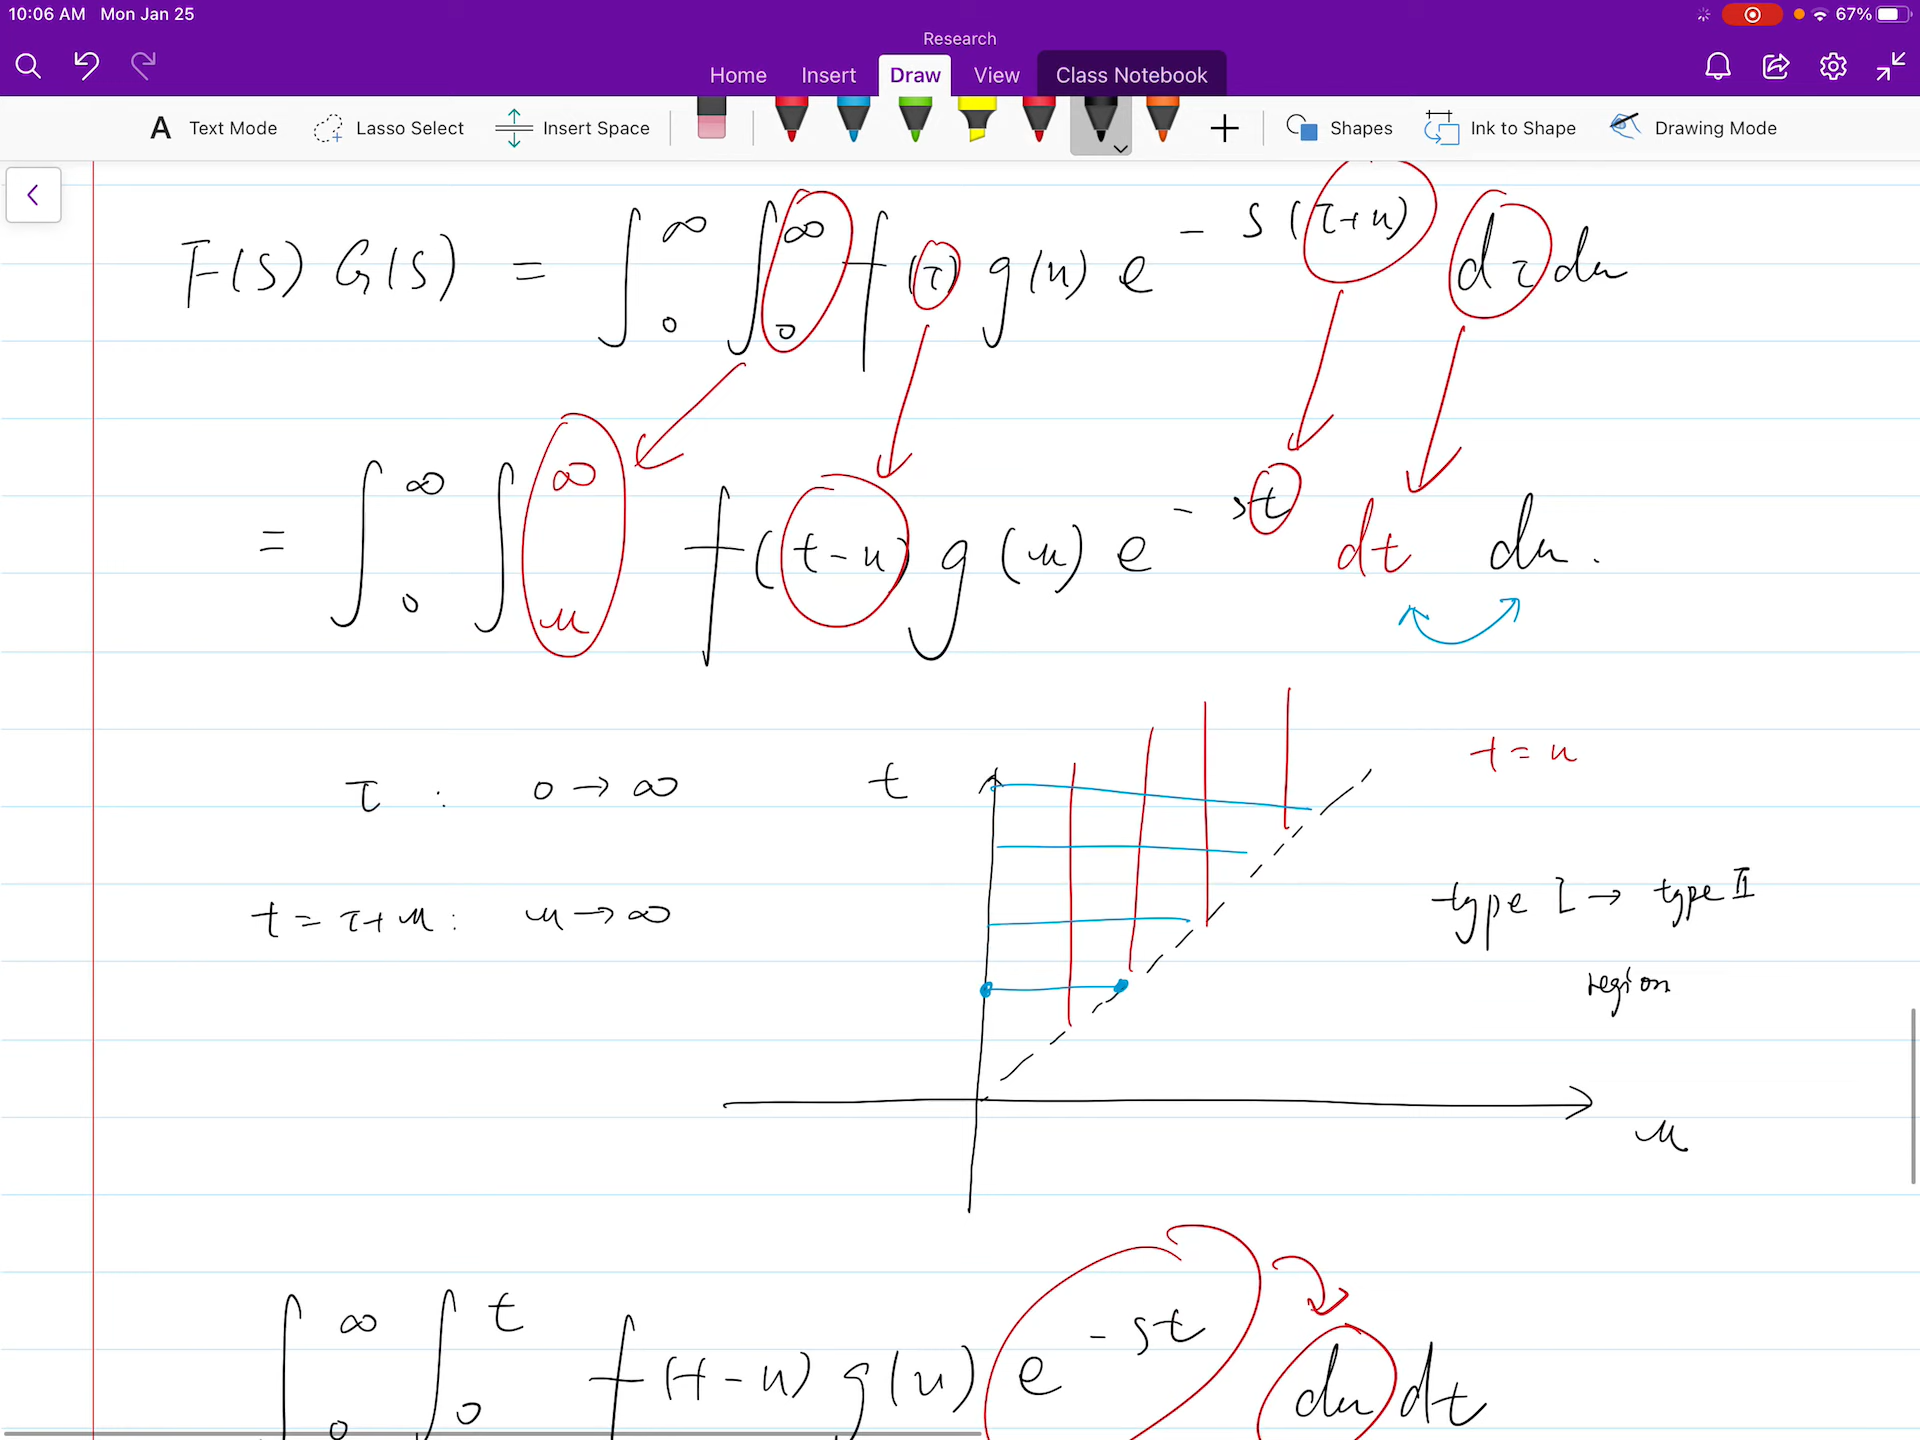 10:06 AM Mon Jan 25
67%
Research
Home Insert Draw View Class Notebook
A Text Mode Lasso Select Insert Space Shapes Ink to Shape Drawing Mode
F(s) G(s) = ∫₀^∞ ∫₀^∞ f(τ) g(u) e^{-s(τ+u)} dτ du
= ∫₀^∞ ∫ᵤ^∞ f(t-u) g(u) e^{-st} dt du.
t = u
τ : 0 → ∞
t
type I → type II
t = τ+u : u → ∞
region
u
∫₀^∞ ∫₀^t f(t-u) g(u) e^{-st} du dt